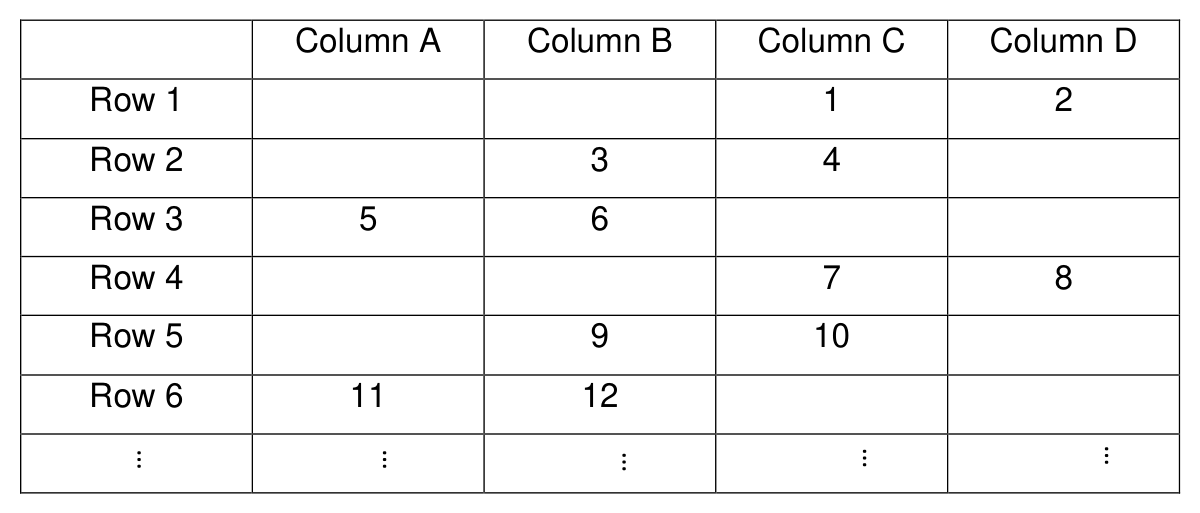 Column A Column B Column C Column D
Row 1 1 2
Row 2 3 4
Row 3 5 6
Row 4 7 8
Row 5 9 10
Row 6 11 12
⋮ ⋮ ⋮ ⋮ ⋮